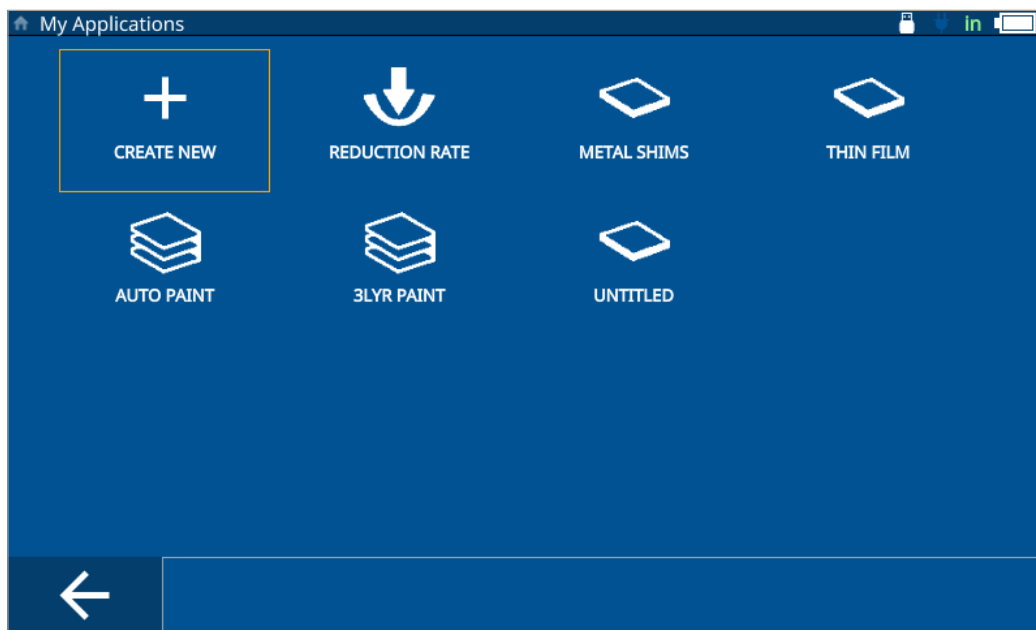 My Applications
in
CREATE NEW
REDUCTION RATE
METAL SHIMS
THIN FILM
AUTO PAINT
3LYR PAINT
UNTITLED